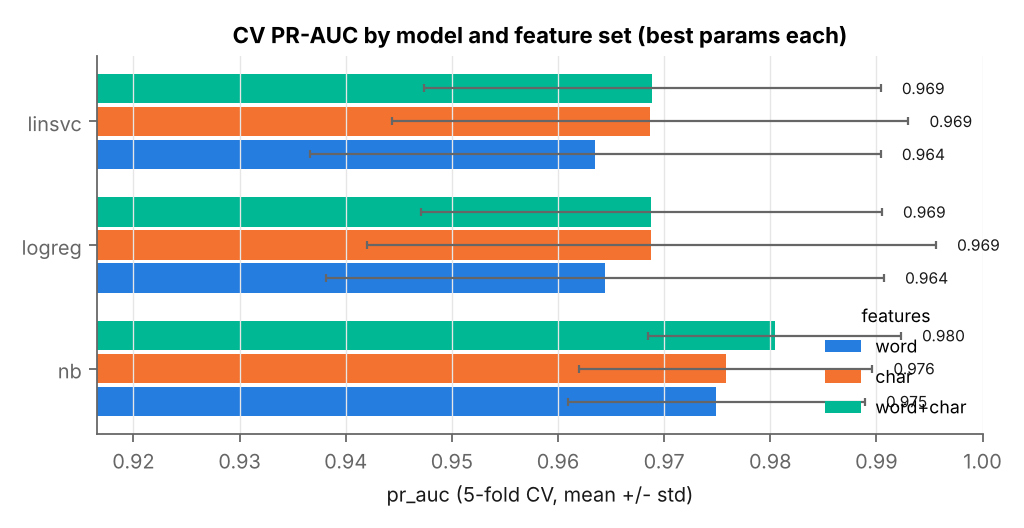 CV PR-AUC by model and feature set (best params each)
0.969
linsvc
0.969
0.964
0.969
logreg
0.969
0.964
features
0.980
word
nb
0.976
char
0.975
word+char
0.92 0.93 0.94 0.95 0.96 0.97 0.98 0.99 1.00
pr_auc (5-fold CV, mean +/- std)